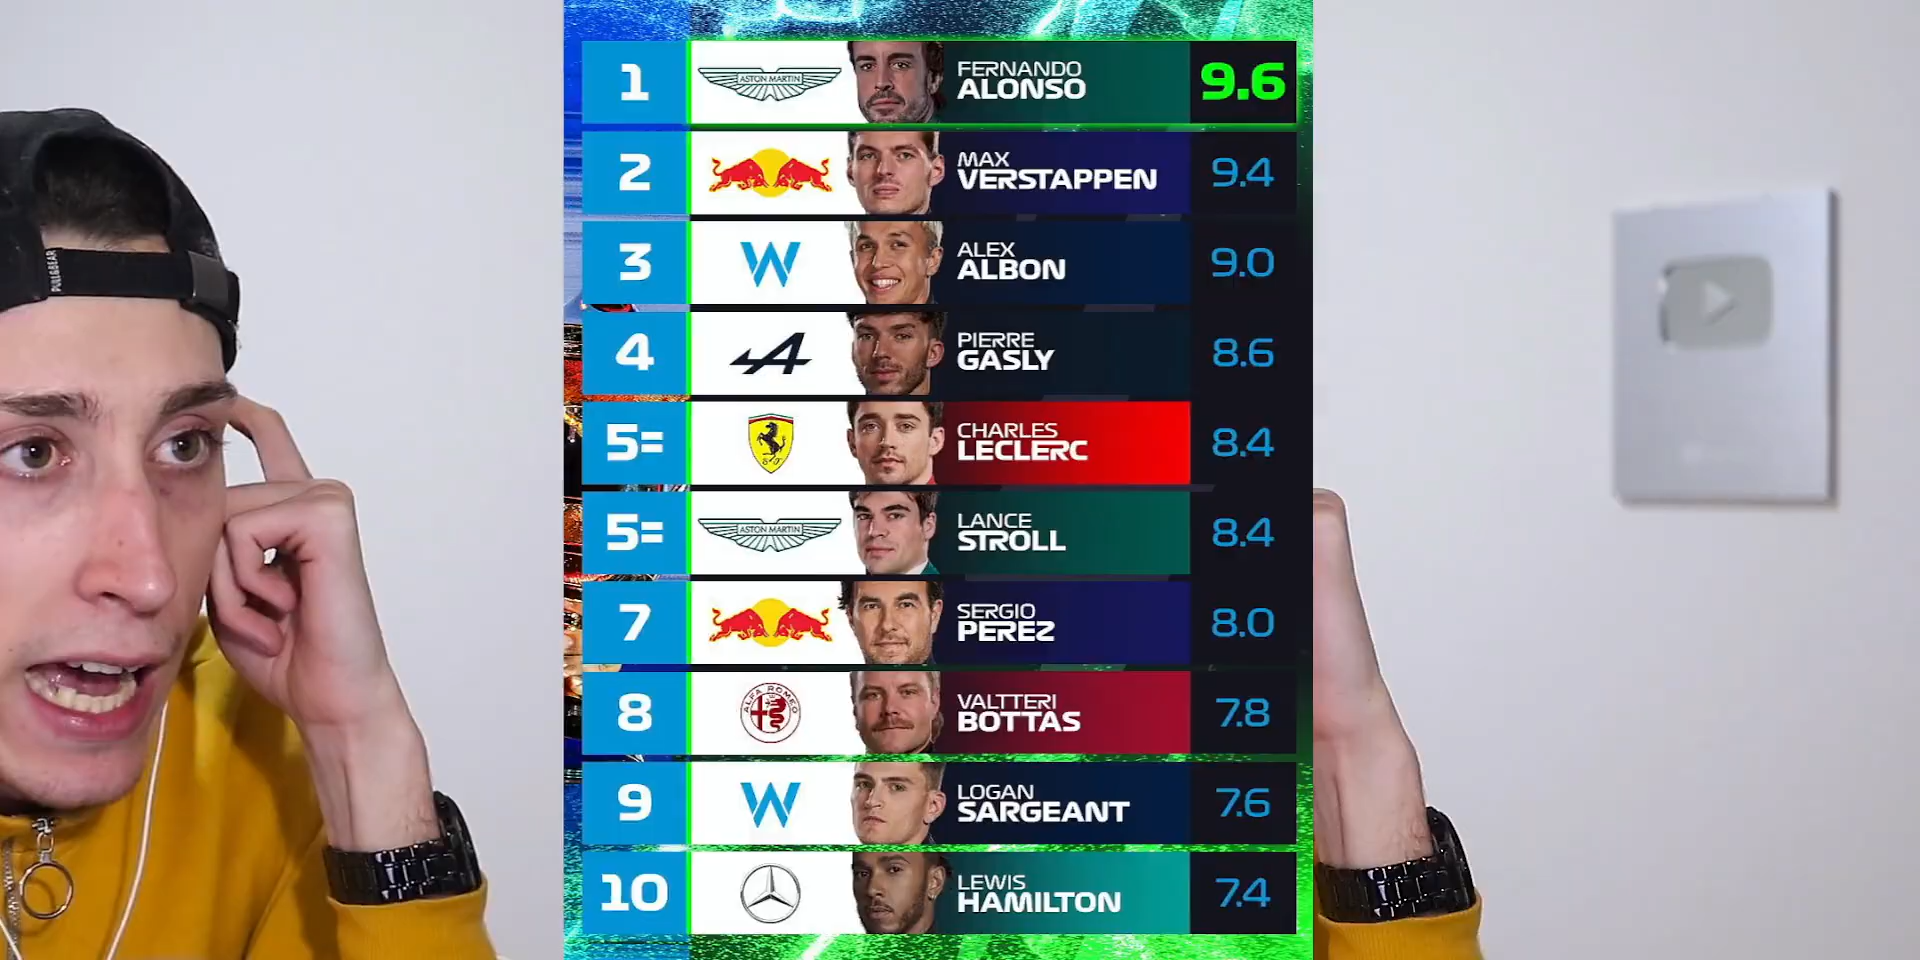 1
ASTON MARTIN
FERNANDO
ALONSO
9.6
2
MAX
VERSTAPPEN
9.4
3
ALEX
ALBON
9.0
4
PIERRE
GASLY
8.6
5=
CHARLES
LECLERC
8.4
5=
ASTON MARTIN
LANCE
STROLL
8.4
7
SERGIO
PEREZ
8.0
8
ALFA ROMEO
VALTTERI
BOTTAS
7.8
9
LOGAN
SARGEANT
7.6
10
LEWIS
HAMILTON
7.4
PULL&BEAR